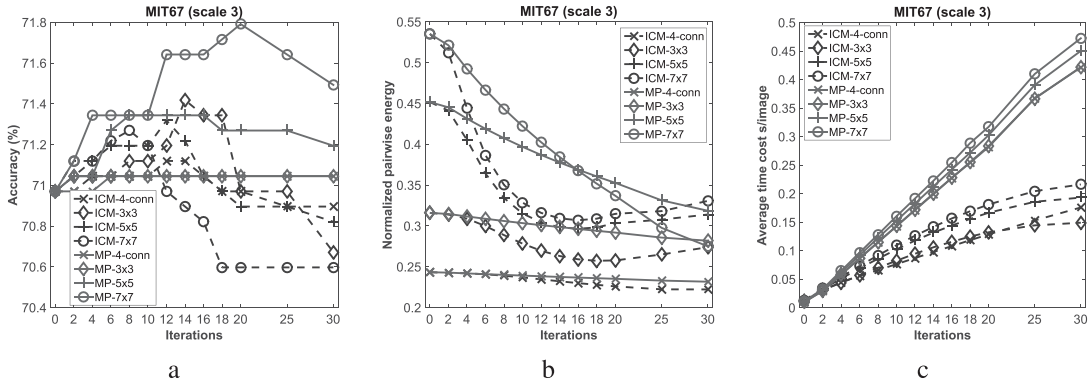 MIT67 (scale 3)
71.8
71.6
71.4
71.2
71
70.8
70.6
70.4
Accuracy (%)
ICM-4-conn
ICM-3x3
ICM-5x5
ICM-7x7
MP-4-conn
MP-3x3
MP-5x5
MP-7x7
0 2 4 6 8 10 12 14 16 18 20 25 30
Iterations
a
MIT67 (scale 3)
0.55
0.5
0.45
0.4
0.35
0.3
0.25
0.2
Normalized pairwise energy
ICM-4-conn
ICM-3x3
ICM-5x5
ICM-7x7
MP-4-conn
MP-3x3
MP-5x5
MP-7x7
0 2 4 6 8 10 12 14 16 18 20 25 30
Iterations
b
MIT67 (scale 3)
0.5
0.45
0.4
0.35
0.3
0.25
0.2
0.15
0.1
0.05
0
Average time cost s/image
ICM-4-conn
ICM-3x3
ICM-5x5
ICM-7x7
MP-4-conn
MP-3x3
MP-5x5
MP-7x7
0 2 4 6 8 10 12 14 16 18 20 25 30
Iterations
c